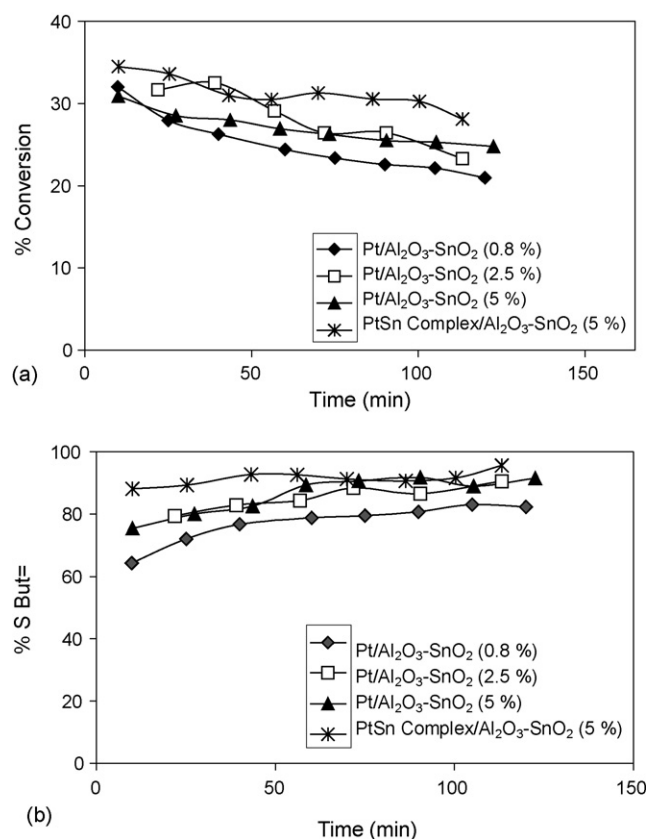 40
30
20
10
0
% Conversion
Pt/Al₂O₃-SnO₂ (0.8 %)
Pt/Al₂O₃-SnO₂ (2.5 %)
Pt/Al₂O₃-SnO₂ (5 %)
PtSn Complex/Al₂O₃-SnO₂ (5 %)
0 50 100 150
(a)
Time (min)
100
80
60
40
20
0
% S But=
Pt/Al₂O₃-SnO₂ (0.8 %)
Pt/Al₂O₃-SnO₂ (2.5 %)
Pt/Al₂O₃-SnO₂ (5 %)
PtSn Complex/Al₂O₃-SnO₂ (5 %)
0 50 100 150
(b)
Time (min)